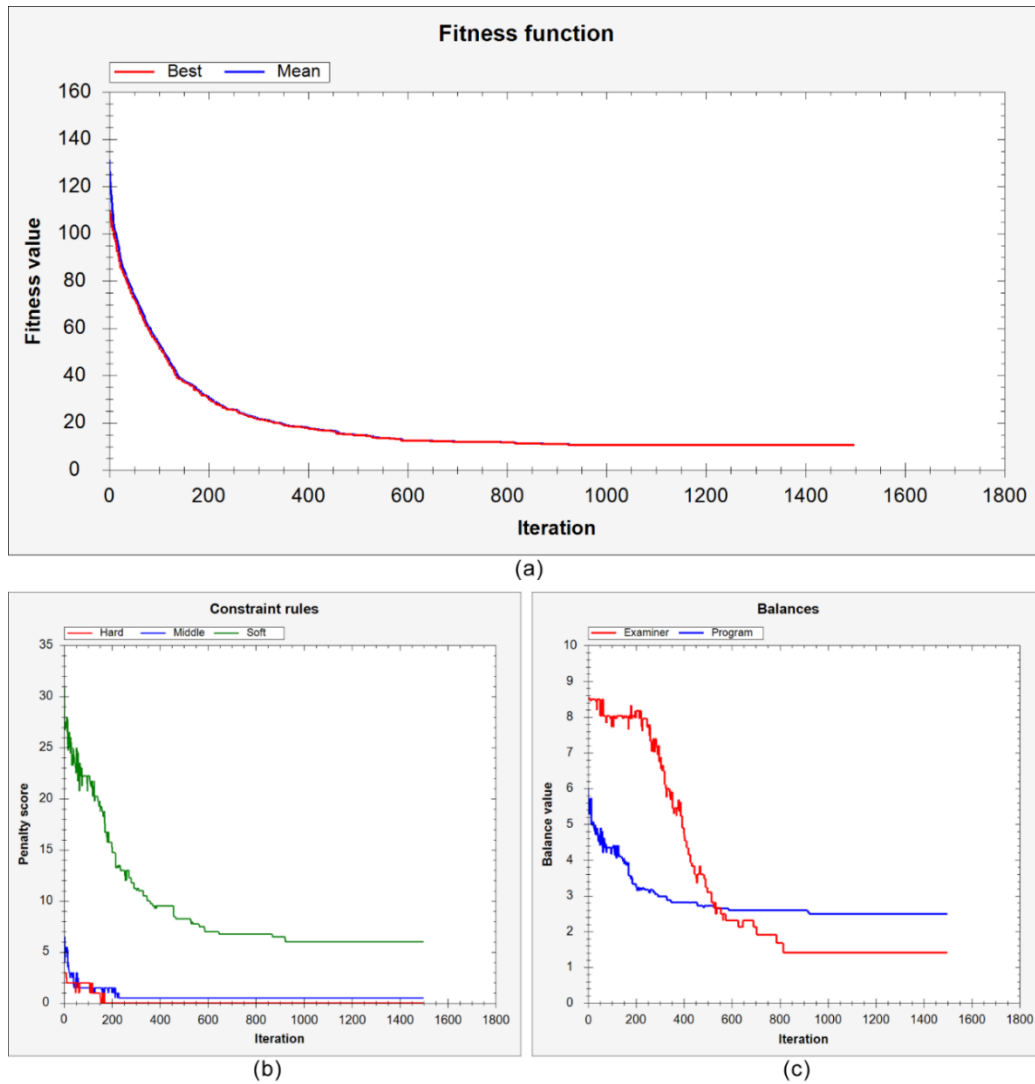 Fitness function
Best Mean
160
140
120
100
80
60
40
20
0
Fitness value
0 200 400 600 800 1000 1200 1400 1600 1800
Iteration
(a)
Constraint rules
Hard Middle Soft
35
30
25
20
15
10
5
0
Penalty score
0 200 400 600 800 1000 1200 1400 1600 1800
Iteration
(b)
Balances
Examiner Program
10
9
8
7
6
5
4
3
2
1
0
Balance value
0 200 400 600 800 1000 1200 1400 1600 1800
Iteration
(c)